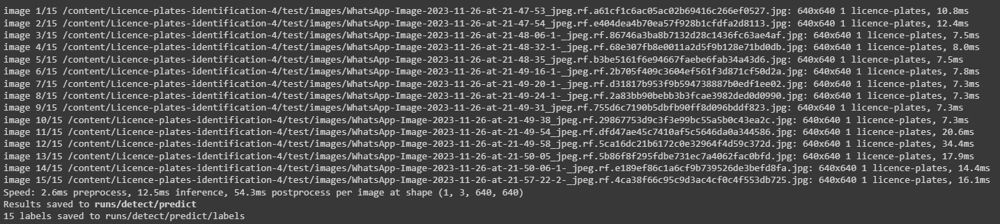 image 1/15 /content/Licence-plates-identification-4/test/images/WhatsApp-Image-2023-11-26-at-21-47-53_jpeg.rf.a61cf1c6ac05ac02b69416c266ef0527.jpg: 640x640 1 licence-plates, 10.8ms
image 2/15 /content/Licence-plates-identification-4/test/images/WhatsApp-Image-2023-11-26-at-21-47-54_jpeg.rf.e404dea4b70ea57f928b1cfdfa2d8113.jpg: 640x640 1 licence-plates, 12.4ms
image 3/15 /content/Licence-plates-identification-4/test/images/WhatsApp-Image-2023-11-26-at-21-48-06-1-_jpeg.rf.86746a3ba8b7132d28c1436fc63ae4af.jpg: 640x640 1 licence-plates, 7.5ms
image 4/15 /content/Licence-plates-identification-4/test/images/WhatsApp-Image-2023-11-26-at-21-48-32-1-_jpeg.rf.68e307fb8e0011a2d5f9b128e71bd0db.jpg: 640x640 1 licence-plates, 8.0ms
image 5/15 /content/Licence-plates-identification-4/test/images/WhatsApp-Image-2023-11-26-at-21-48-35_jpeg.rf.b3be5161f6e94667faebe6fab34a43d6.jpg: 640x640 1 licence-plates, 7.5ms
image 6/15 /content/Licence-plates-identification-4/test/images/WhatsApp-Image-2023-11-26-at-21-49-16-1-_jpeg.rf.2b705f409c3604ef561f3d871cf50d2a.jpg: 640x640 1 licence-plates, 7.8ms
image 7/15 /content/Licence-plates-identification-4/test/images/WhatsApp-Image-2023-11-26-at-21-49-20-1-_jpeg.rf.d31817b953f9b594738887b0edf1ee02.jpg: 640x640 1 licence-plates, 7.3ms
image 8/15 /content/Licence-plates-identification-4/test/images/WhatsApp-Image-2023-11-26-at-21-49-24-1-_jpeg.rf.2a83bb90bebb3b3fcae3982ded0d0990.jpg: 640x640 1 licence-plates, 7.3ms
image 9/15 /content/Licence-plates-identification-4/test/images/WhatsApp-Image-2023-11-26-at-21-49-31_jpeg.rf.755d6c7190b5dbfb90ff8d096bddf823.jpg: 640x640 1 licence-plates, 7.3ms
image 10/15 /content/Licence-plates-identification-4/test/images/WhatsApp-Image-2023-11-26-at-21-49-38_jpeg.rf.29867753d9c3f3e99bc55a5b0c43ea2c.jpg: 640x640 1 licence-plates, 7.3ms
image 11/15 /content/Licence-plates-identification-4/test/images/WhatsApp-Image-2023-11-26-at-21-49-54_jpeg.rf.dfd47ae45c7410af5c5646da0a344586.jpg: 640x640 1 licence-plates, 20.6ms
image 12/15 /content/Licence-plates-identification-4/test/images/WhatsApp-Image-2023-11-26-at-21-49-58_jpeg.rf.5ca16dc21b6172c0e32964f4d59c372d.jpg: 640x640 1 licence-plates, 34.4ms
image 13/15 /content/Licence-plates-identification-4/test/images/WhatsApp-Image-2023-11-26-at-21-50-05_jpeg.rf.5b86f8f295fdbe731ec7a4062fac0bfd.jpg: 640x640 1 licence-plates, 17.9ms
image 14/15 /content/Licence-plates-identification-4/test/images/WhatsApp-Image-2023-11-26-at-21-50-06-1-_jpeg.rf.e189ef86c1a6cf9b739526de3befd8fa.jpg: 640x640 1 licence-plates, 14.4ms
image 15/15 /content/Licence-plates-identification-4/test/images/WhatsApp-Image-2023-11-26-at-21-57-22-2-_jpeg.rf.4ca38f66c95c9d3ac4cf0c4f553db725.jpg: 640x640 1 licence-plates, 16.1ms
Speed: 2.6ms preprocess, 12.5ms inference, 54.3ms postprocess per image at shape (1, 3, 640, 640)
Results saved to runs/detect/predict
15 labels saved to runs/detect/predict/labels